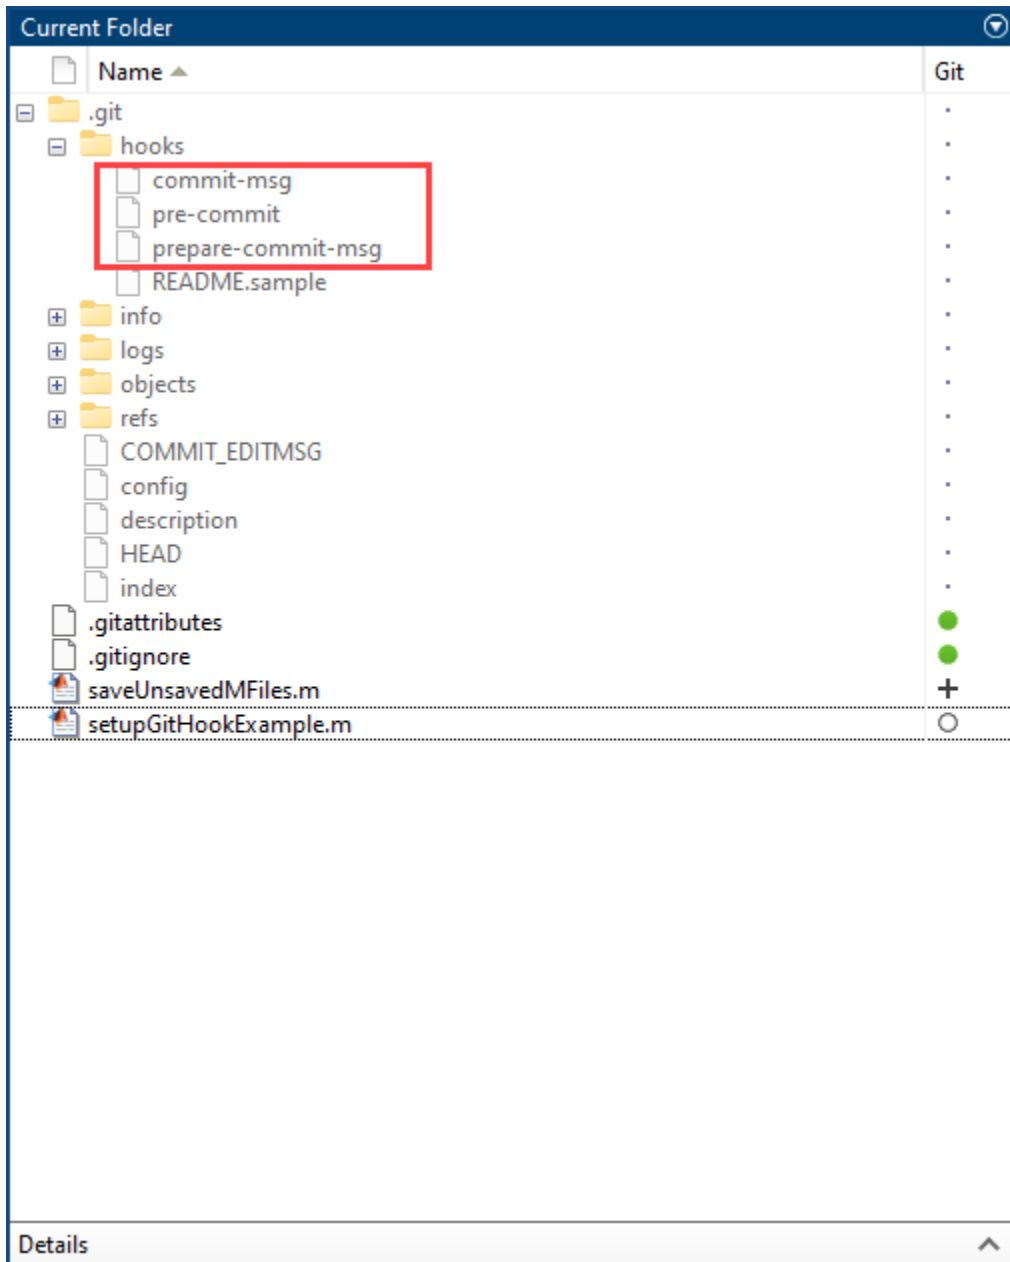 Current Folder
Name Git
.git
hooks
commit-msg
pre-commit
prepare-commit-msg
README.sample
info
logs
objects
refs
COMMIT_EDITMSG
config
description
HEAD
index
.gitattributes
.gitignore
saveUnsavedMFiles.m
setupGitHookExample.m
Details